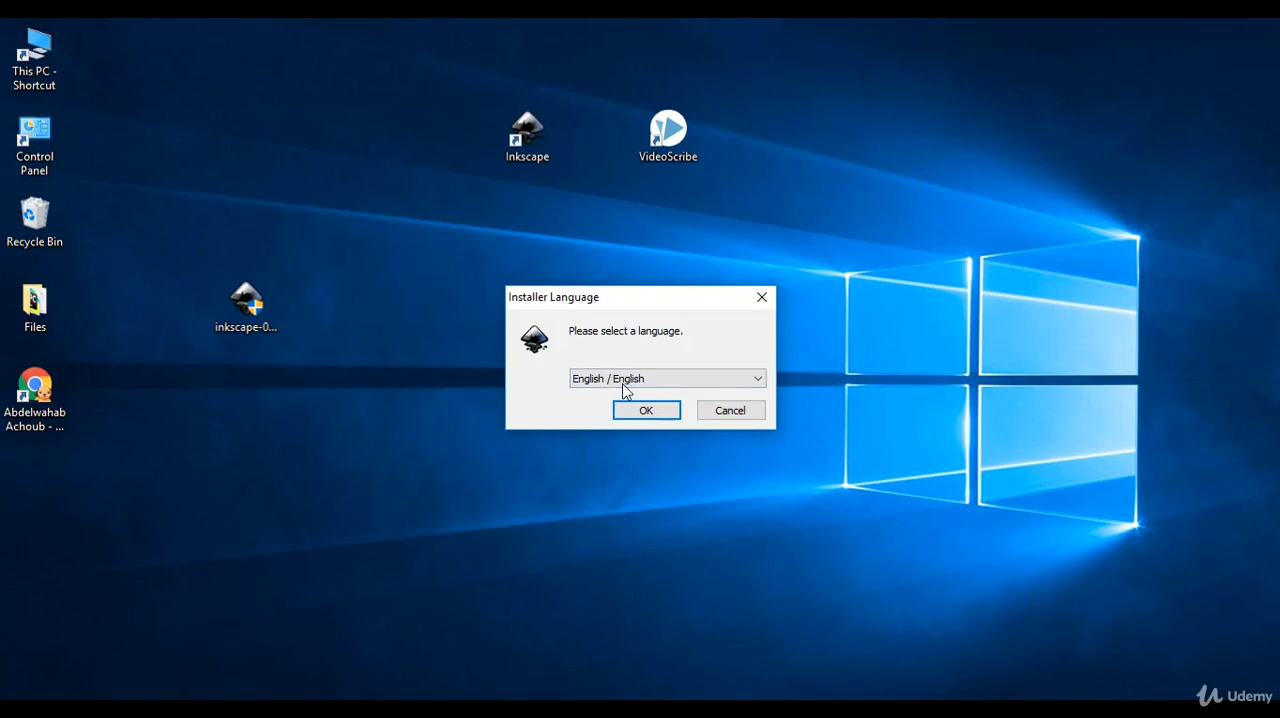 This PC -
Shortcut
Control
Panel
Recycle Bin
Files
Abdelwahab
Achoub - ...
Inkscape
VideoScribe
inkscape-0...
Installer Language
Please select a language.
English / English
OK
Cancel
Udemy